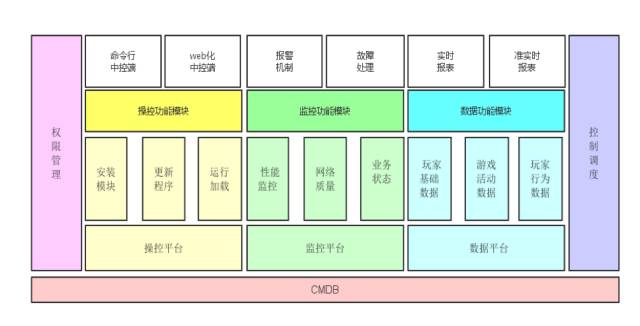 命令行
中控端
web化
中控端
报警
机制
故障
处理
实时
报表
准实时
报表
操控功能模块
监控功能模块
数据功能模块
权
限
管
理
控
制
调
度
安装
模块
更新
程序
运行
加载
性能
监控
网络
质量
业务
状态
玩家
基础
数据
游戏
活动
数据
玩家
行为
数据
操控平台
监控平台
数据平台
CMDB